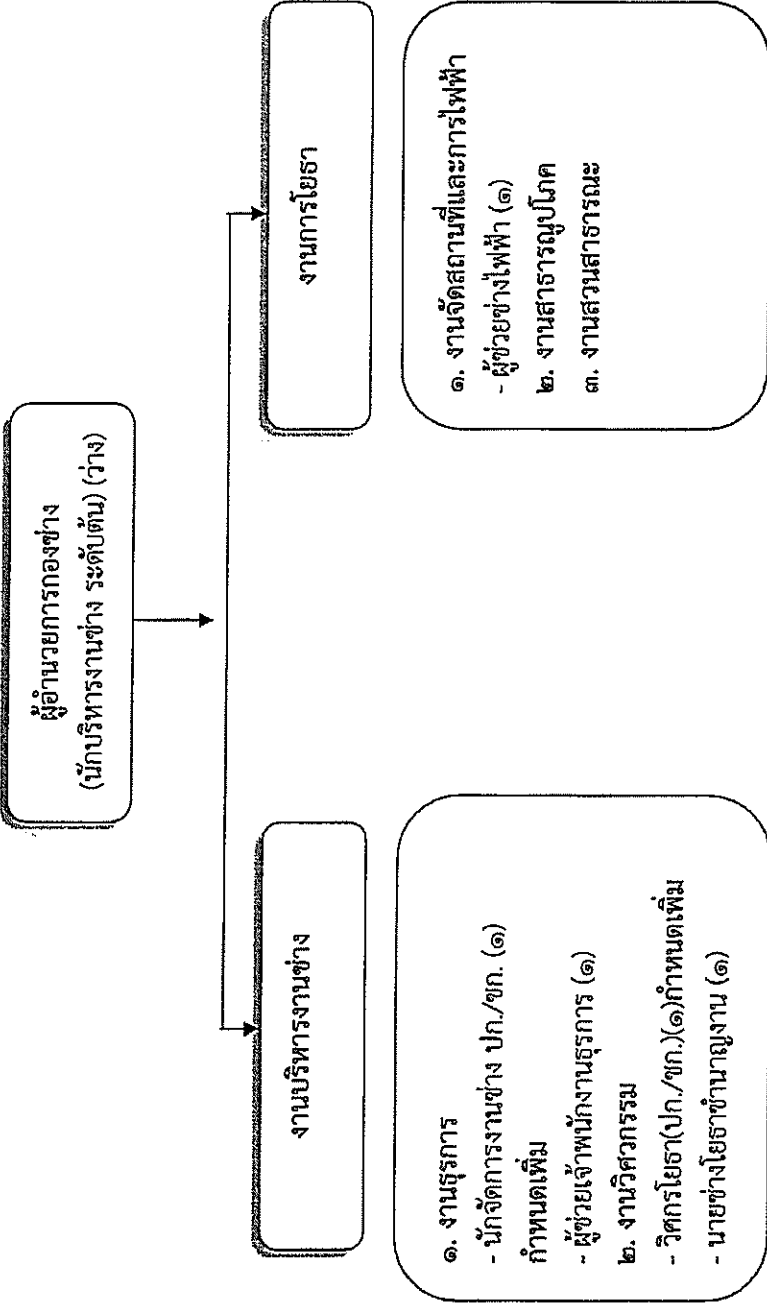 ผู้อำนวยการกองช่าง
(นักบริหารงานช่าง ระดับต้น) (ว่าง)
งานบริหารงานช่าง
๑. งานธุรการ
- นักจัดการงานช่าง ปก./ชก. (๑)
กำหนดเพิ่ม
- ผู้ช่วยเจ้าพนักงานธุรการ (๑)
๒. งานวิศวกรรม
- วิศกรโยธา(ปก./ชก.)(๑)กำหนดเพิ่ม
- นายช่างโยธาชำนาญงาน (๑)
งานการโยธา
๑. งานจัดสถานที่และการไฟฟ้า
- ผู้ช่วยช่างไฟฟ้า (๑)
๒. งานสาธารณูปโภค
๓. งานสวนสาธารณะ